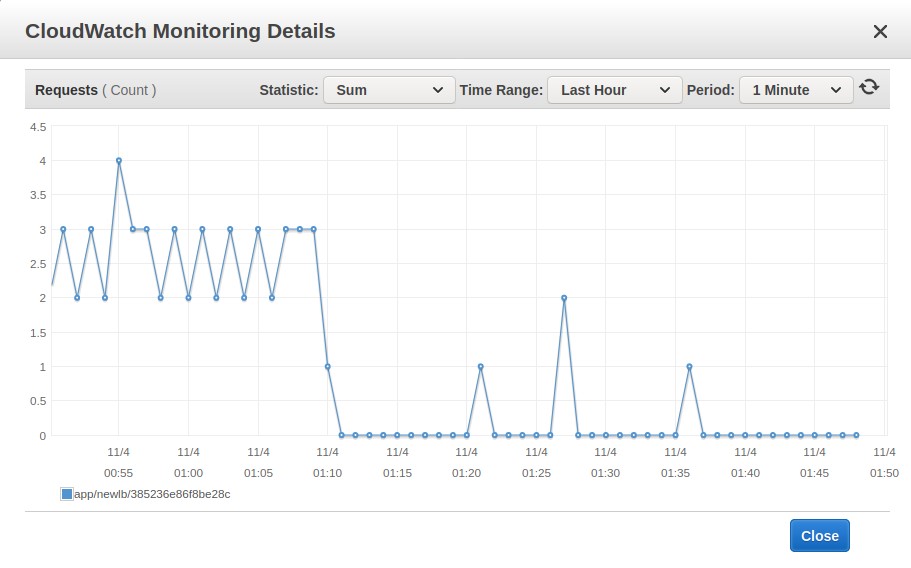 CloudWatch Monitoring Details
Requests ( Count ) Statistic: Sum Time Range: Last Hour Period: 1 Minute
4.5
4
3.5
3
2.5
2
1.5
1
0.5
0
11/4 11/4 11/4 11/4 11/4 11/4 11/4 11/4 11/4 11/4 11/4 11/4
00:55 01:00 01:05 01:10 01:15 01:20 01:25 01:30 01:35 01:40 01:45 01:50
app/newlb/385236e86f8be28c
Close